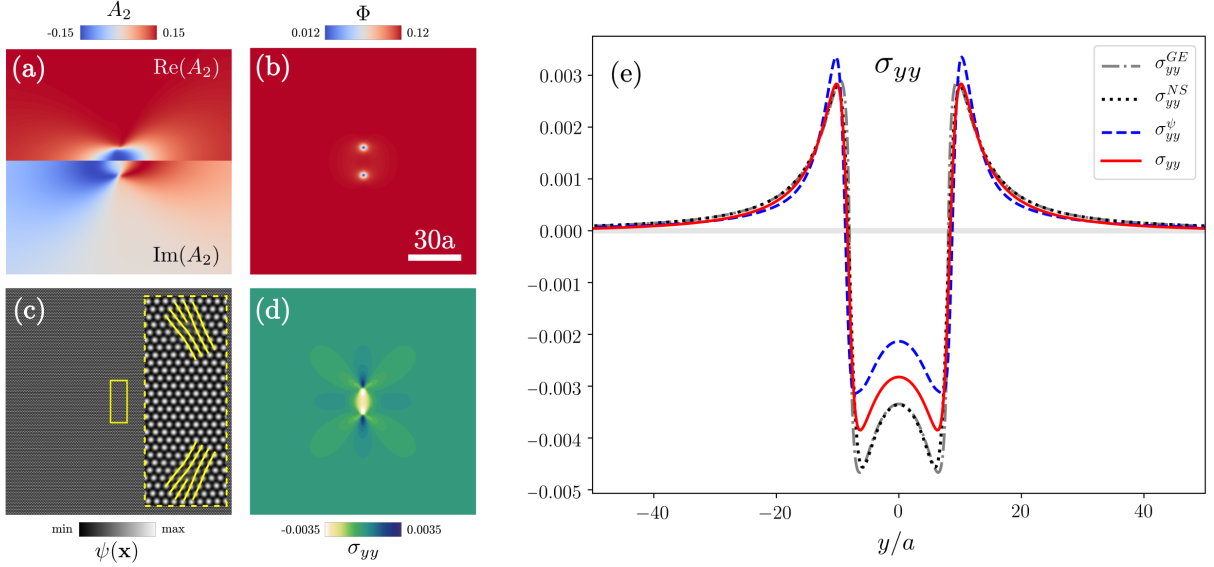 A₂
-0.15 0.15
(a) Re(A₂)
Im(A₂)
Φ
0.012 0.12
(b)
30a
(c)
min max
ψ(x)
(d)
-0.0035 0.0035
σyy
(e) σyy
σyy^GE
σyy^NS
σyy^ψ
σyy
0.003
0.002
0.001
0.000
−0.001
−0.002
−0.003
−0.004
−0.005
−40 −20 0 20 40
y/a